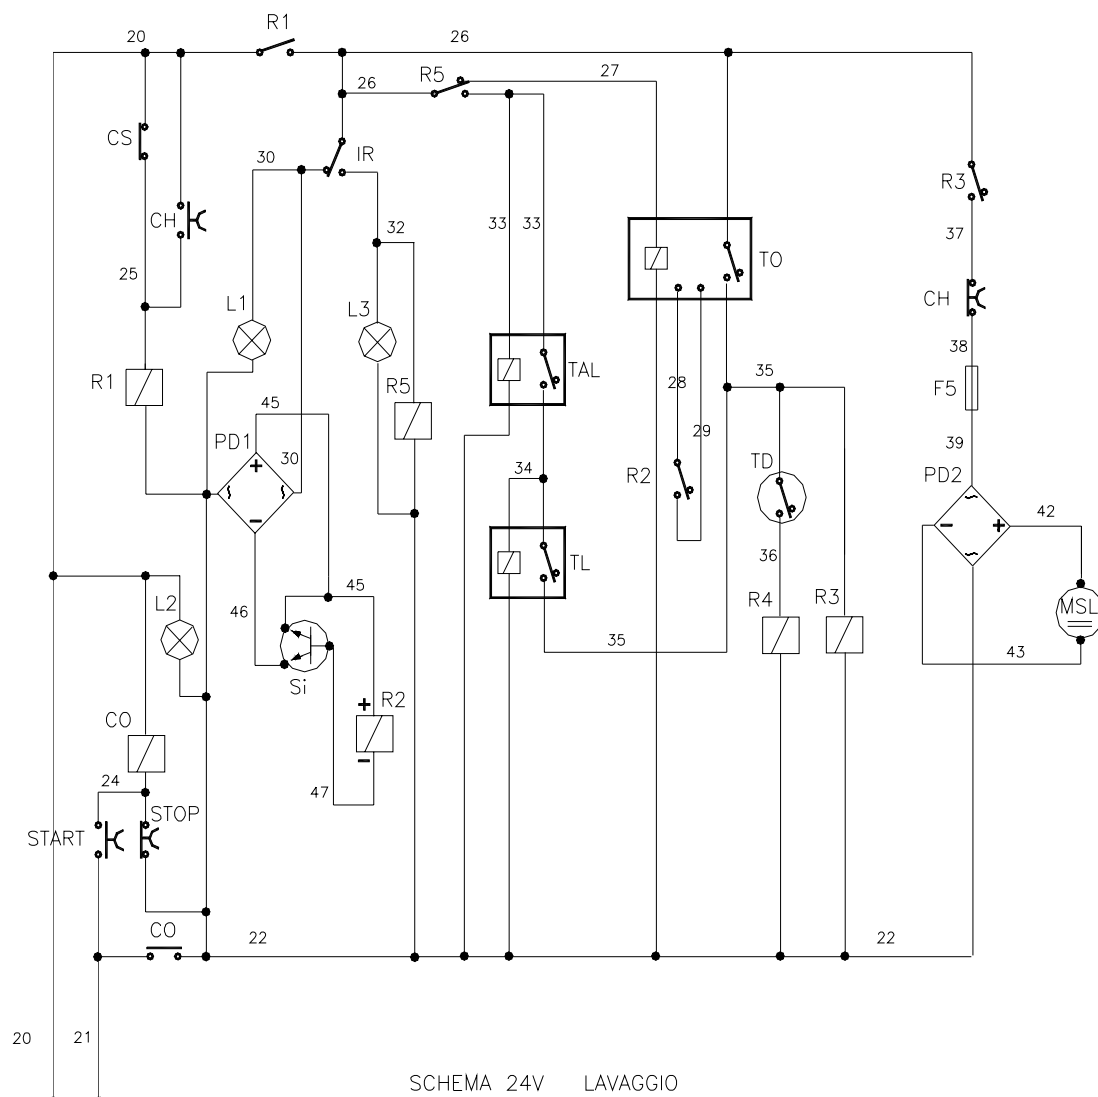 R1
20
26
R5
27
26
CS
30
IR
R3
CH
32
33
33
37
TO
25
CH
L1
L3
38
R1
TAL
35
R5
28
F5
45
29
PD1
30
39
34
R2
TD
PD2
42
36
TL
L2
46
45
R4
R3
MSL
35
43
Si
R2
+
CO
-
24
47
STOP
START
CO
22
22
20
21
SCHEMA 24V LAVAGGIO